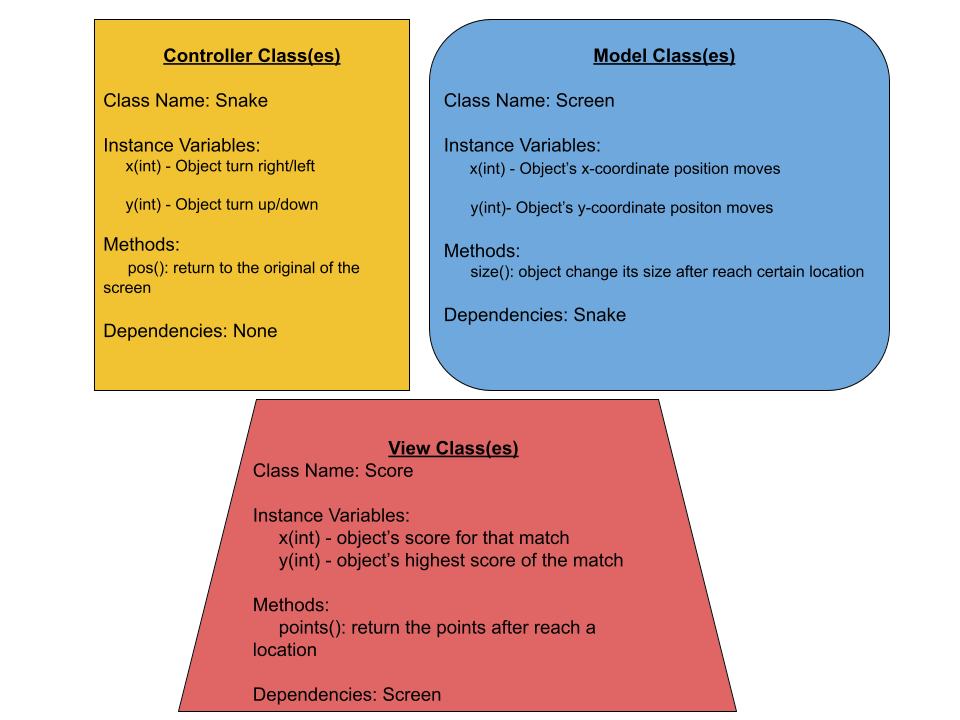 Controller Class(es)
Class Name: Snake
Instance Variables:
x(int) - Object turn right/left
y(int) - Object turn up/down
Methods:
pos(): return to the original of the
screen
Dependencies: None
Model Class(es)
Class Name: Screen
Instance Variables:
x(int) - Object's x-coordinate position moves
y(int)- Object's y-coordinate positon moves
Methods:
size(): object change its size after reach certain location
Dependencies: Snake
View Class(es)
Class Name: Score
Instance Variables:
x(int) - object's score for that match
y(int) - object's highest score of the match
Methods:
points(): return the points after reach a
location
Dependencies: Screen